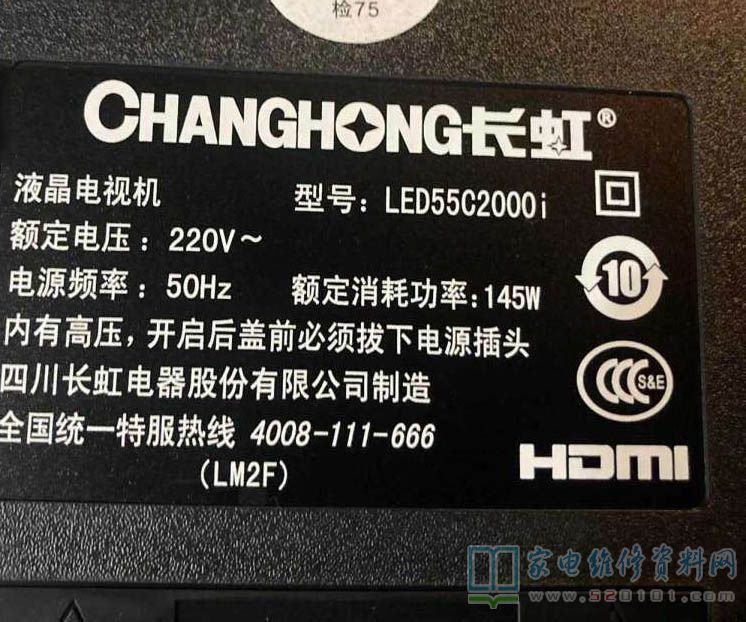 检75
CHANGHONG长虹®
液晶电视机 型号：LED55C2000i
额定电压：220V～
电源频率：50Hz 额定消耗功率：145W
10
内有高压，开启后盖前必须拔下电源插头
四川长虹电器股份有限公司制造
CCC S&E
全国统一特服热线 4008-111-666
(LM2F)
HDMI
家电维修资料网
www.520101.com